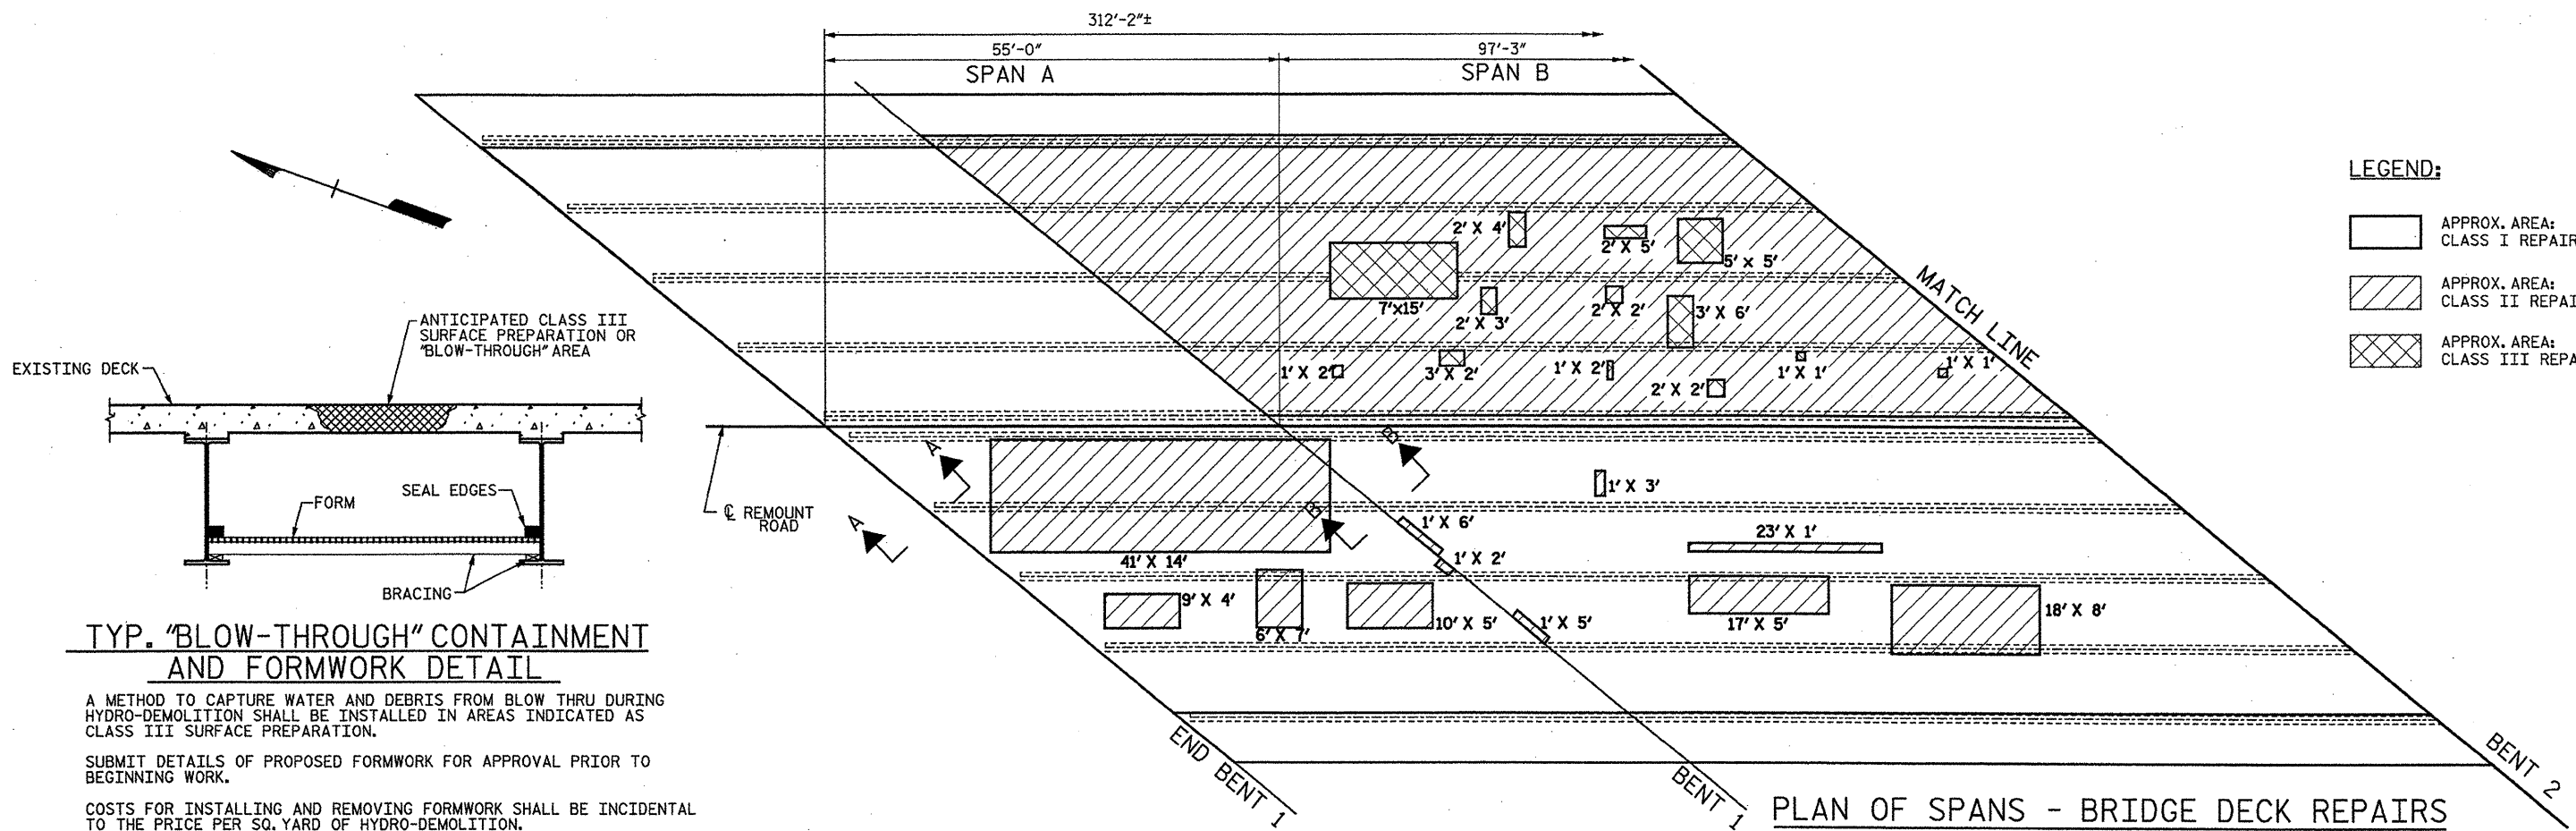 312'-2"±
55'-0"
97'-3"
SPAN A
SPAN B
LEGEND:
APPROX. AREA:
CLASS I REPAIR
APPROX. AREA:
CLASS II REPAI
APPROX. AREA:
CLASS III REPA
MATCH LINE
2' X 4'
2' X 5'
5' X 5'
7'x15'
2' X 3'
2' X 2'
3' X 6'
1' X 2'
3' X 2'
1' X 2'
2' X 2'
1' X 1'
1' X 1'
A
A
B
B
℄ REMOUNT
ROAD
1' X 3'
1' X 6'
1' X 2'
23' X 1'
41' X 14'
9' X 4'
6' X 7'
10' X 5'
1' X 5'
17' X 5'
18' X 8'
END BENT 1
BENT 1
BENT 2
PLAN OF SPANS - BRIDGE DECK REPAIRS
ANTICIPATED CLASS III
SURFACE PREPARATION OR
"BLOW-THROUGH" AREA
EXISTING DECK
SEAL EDGES
FORM
BRACING
TYP. "BLOW-THROUGH" CONTAINMENT
AND FORMWORK DETAIL
A METHOD TO CAPTURE WATER AND DEBRIS FROM BLOW THRU DURING
HYDRO-DEMOLITION SHALL BE INSTALLED IN AREAS INDICATED AS
CLASS III SURFACE PREPARATION.
SUBMIT DETAILS OF PROPOSED FORMWORK FOR APPROVAL PRIOR TO
BEGINNING WORK.
COSTS FOR INSTALLING AND REMOVING FORMWORK SHALL BE INCIDENTAL
TO THE PRICE PER SQ. YARD OF HYDRO-DEMOLITION.